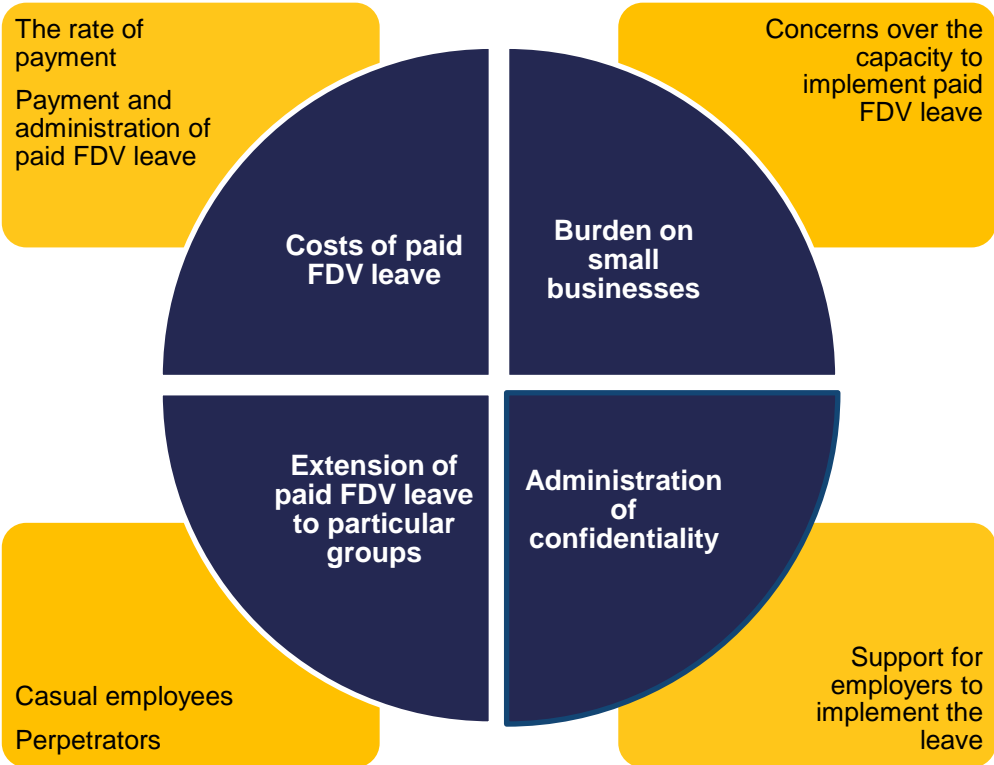 The rate of
payment
Payment and
administration of
paid FDV leave
Concerns over the
capacity to
implement paid
FDV leave
Costs of paid
FDV leave
Burden on
small
businesses
Extension of
paid FDV leave
to particular
groups
Administration
of
confidentiality
Casual employees
Perpetrators
Support for
employers to
implement the
leave